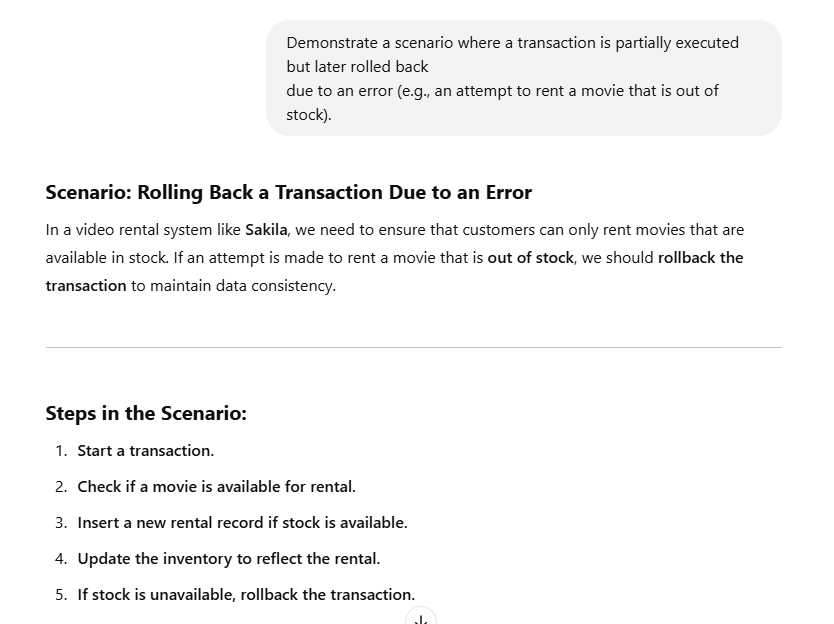 Demonstrate a scenario where a transaction is partially executed
but later rolled back
due to an error (e.g., an attempt to rent a movie that is out of
stock).
Scenario: Rolling Back a Transaction Due to an Error
In a video rental system like Sakila, we need to ensure that customers can only rent movies that are
available in stock. If an attempt is made to rent a movie that is out of stock, we should rollback the
transaction to maintain data consistency.
Steps in the Scenario:
1. Start a transaction.
2. Check if a movie is available for rental.
3. Insert a new rental record if stock is available.
4. Update the inventory to reflect the rental.
5. If stock is unavailable, rollback the transaction.